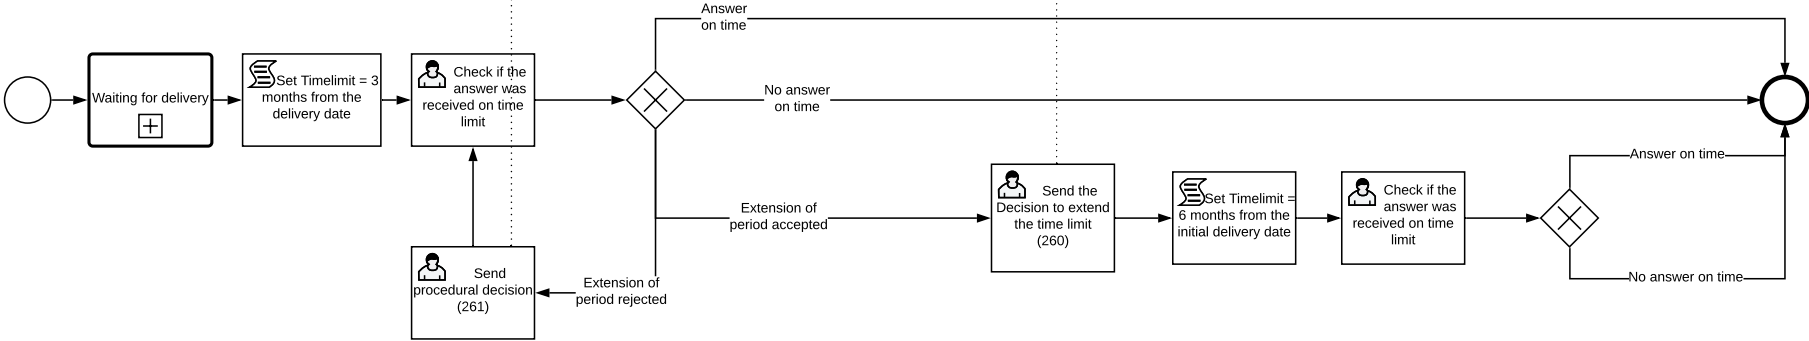 Answer
on time
Waiting for delivery
Set Timelimit = 3
months from the
delivery date
Check if the
answer was
received on time
limit
No answer
on time
Extension of
period accepted
Send the
Decision to extend
the time limit
(260)
Set Timelimit =
6 months from the
initial delivery date
Check if the
answer was
received on time
limit
Answer on time
No answer on time
Extension of
period rejected
Send
procedural decision
(261)